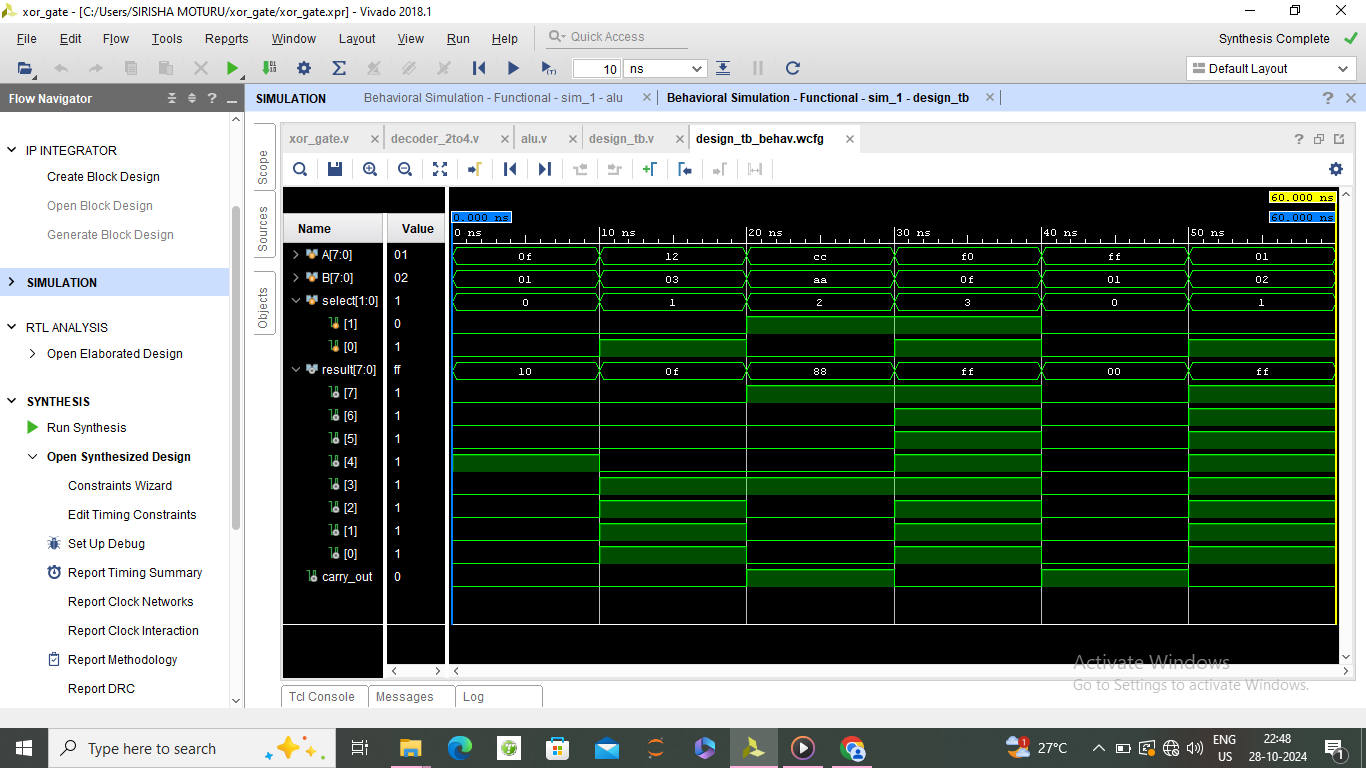 xor_gate - [C:/Users/SIRISHA MOTURU/xor_gate/xor_gate.xpr] - Vivado 2018.1
File Edit Flow Tools Reports Window Layout View Run Help Quick Access Synthesis Complete
10 ns Default Layout
Flow Navigator
SIMULATION Behavioral Simulation - Functional - sim_1 - alu Behavioral Simulation - Functional - sim_1 - design_tb
IP INTEGRATOR
Create Block Design
Open Block Design
Generate Block Design
SIMULATION
RTL ANALYSIS
Open Elaborated Design
SYNTHESIS
Run Synthesis
Open Synthesized Design
Constraints Wizard
Edit Timing Constraints
Set Up Debug
Report Timing Summary
Report Clock Networks
Report Clock Interaction
Report Methodology
Report DRC
Scope
Sources
Objects
xor_gate.v decoder_2to4.v alu.v design_tb.v design_tb_behav.wcfg
60.000 ns
0.000 ns 60.000 ns
Name Value 0 ns 10 ns 20 ns 30 ns 40 ns 50 ns
A[7:0] 01 0f 12 cc f0 ff 01
B[7:0] 02 01 03 aa 0f 01 02
select[1:0] 1 0 1 2 3 0 1
[1] 0
[0] 1
result[7:0] ff 10 0f 88 ff 00 ff
[7] 1
[6] 1
[5] 1
[4] 1
[3] 1
[2] 1
[1] 1
[0] 1
carry_out 0
Activate Windows
Go to Settings to activate Windows.
Tcl Console Messages Log
Type here to search 27°C ENG US 22:48 28-10-2024